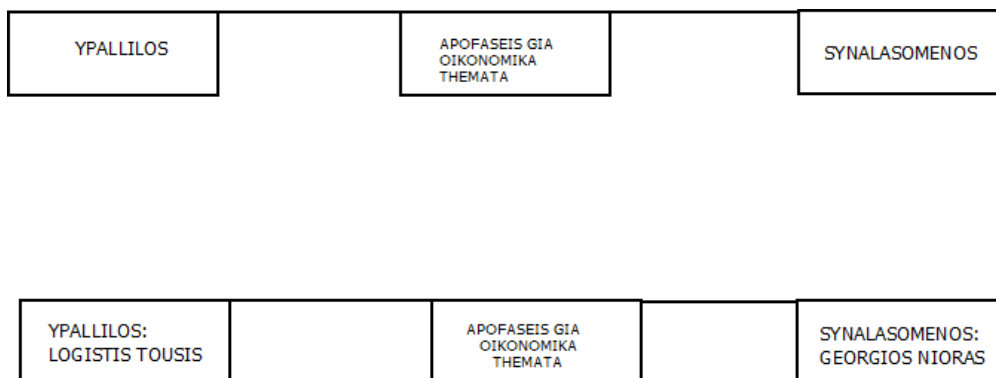 YPALLILOS
APOFASEIS GIA
OIKONOMIKA
THEMATA
SYNALASOMENOS
YPALLILOS:
LOGISTIS TOUSIS
APOFASEIS GIA
OIKONOMIKA
THEMATA
SYNALASOMENOS:
GEORGIOS NIORAS